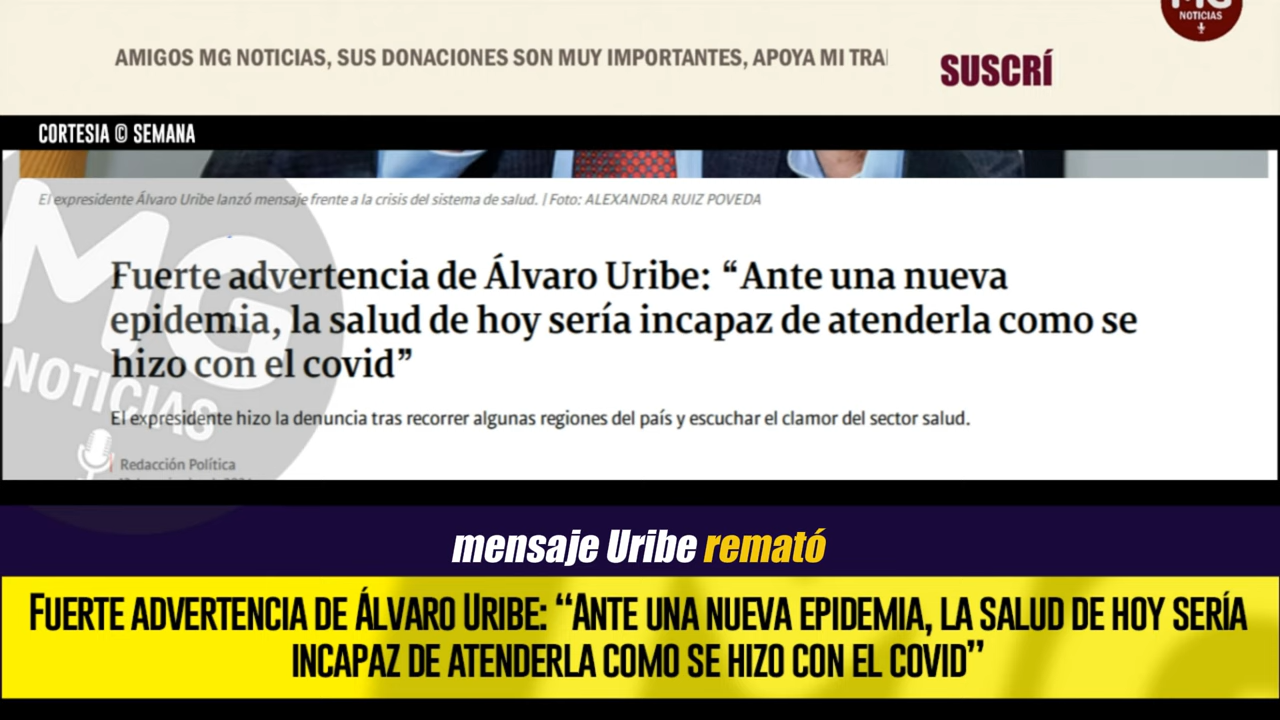 MG
NOTICIAS
AMIGOS MG NOTICIAS, SUS DONACIONES SON MUY IMPORTANTES, APOYA MI TRA
SUSCRÍ
CORTESIA © SEMANA
El expresidente Álvaro Uribe lanzó mensaje frente a la crisis del sistema de salud. | Foto: ALEXANDRA RUIZ POVEDA
Fuerte advertencia de Álvaro Uribe: “Ante una nueva
epidemia, la salud de hoy sería incapaz de atenderla como se
hizo con el covid”
El expresidente hizo la denuncia tras recorrer algunas regiones del país y escuchar el clamor del sector salud.
Redacción Política
MG
NOTICIAS
mensaje Uribe remató
FUERTE ADVERTENCIA DE ÁLVARO URIBE: “ANTE UNA NUEVA EPIDEMIA, LA SALUD DE HOY SERÍA
INCAPAZ DE ATENDERLA COMO SE HIZO CON EL COVID”